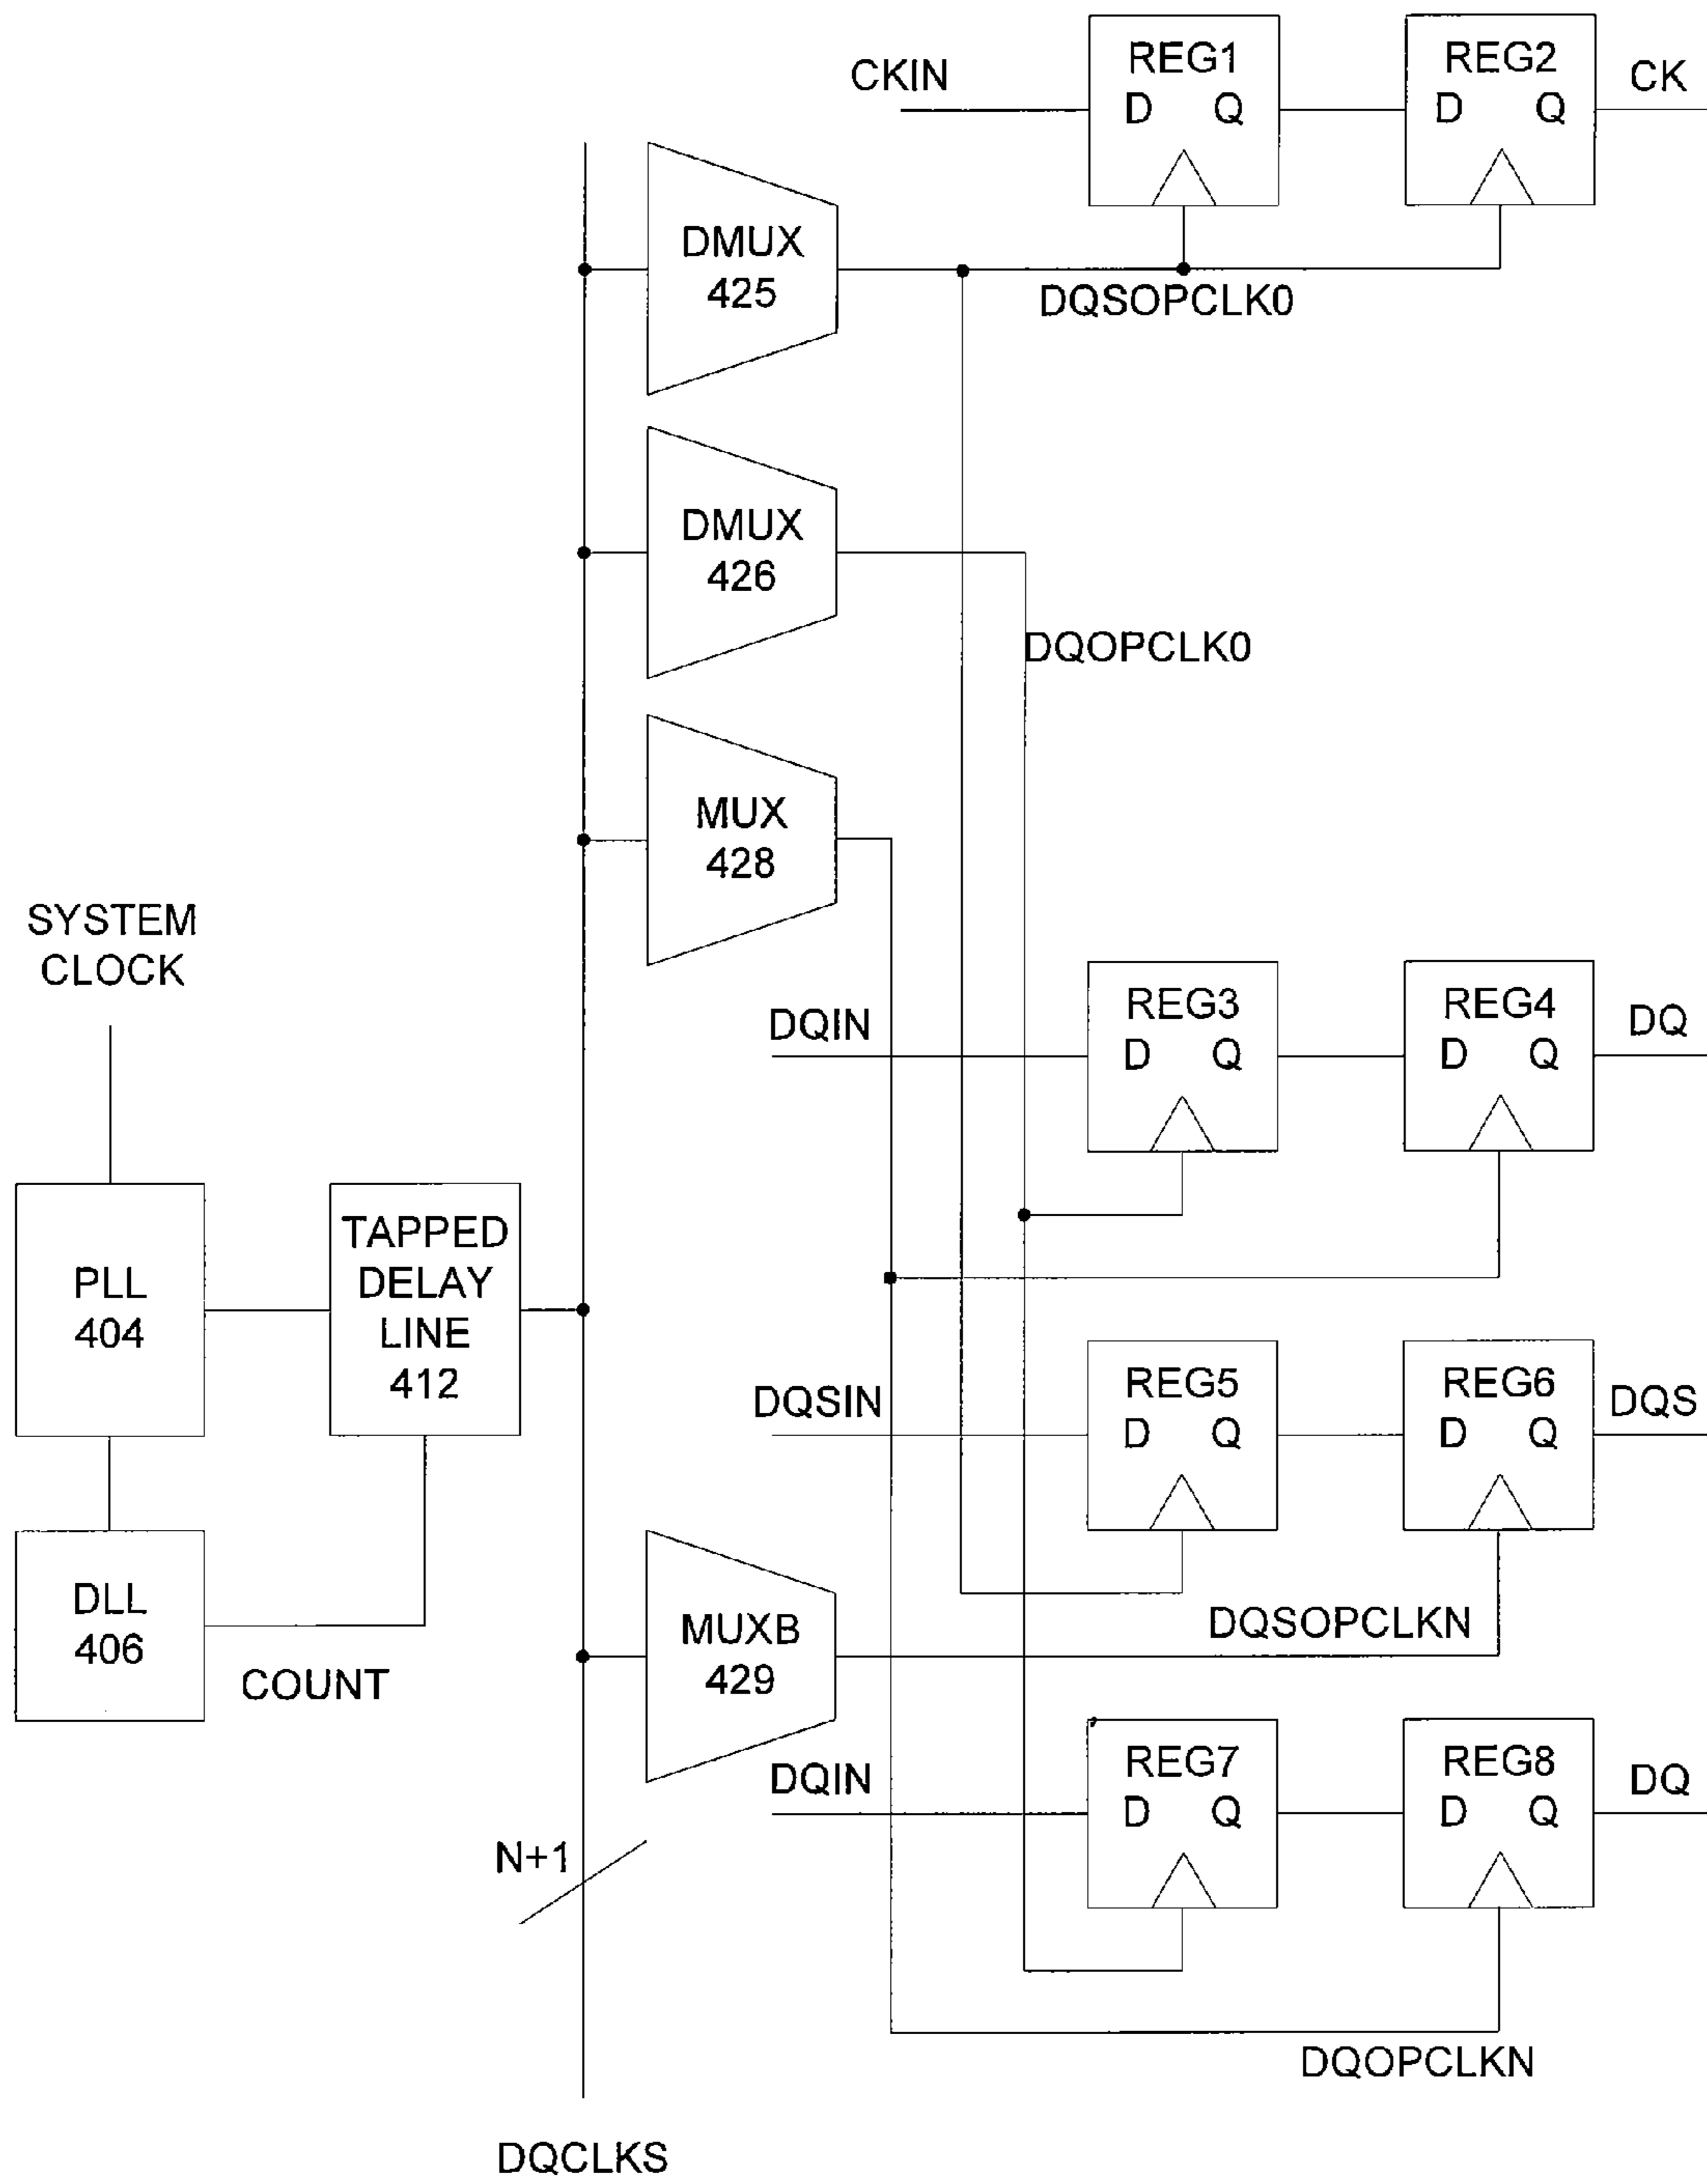 REG1
REG2
CKIN
CK
D Q
D Q
DMUX
425
DQSOPCLK0
DMUX
426
DQOPCLK0
MUX
428
SYSTEM
CLOCK
REG3
REG4
DQIN
DQ
D Q
D Q
TAPPED
DELAY
LINE
412
PLL
404
REG5
REG6
DQSIN
DQS
D Q
D Q
DLL
406
COUNT
MUXB
429
DQSOPCLKN
REG7
REG8
DQIN
DQ
D Q
D Q
N+1
DQOPCLKN
DQCLKS